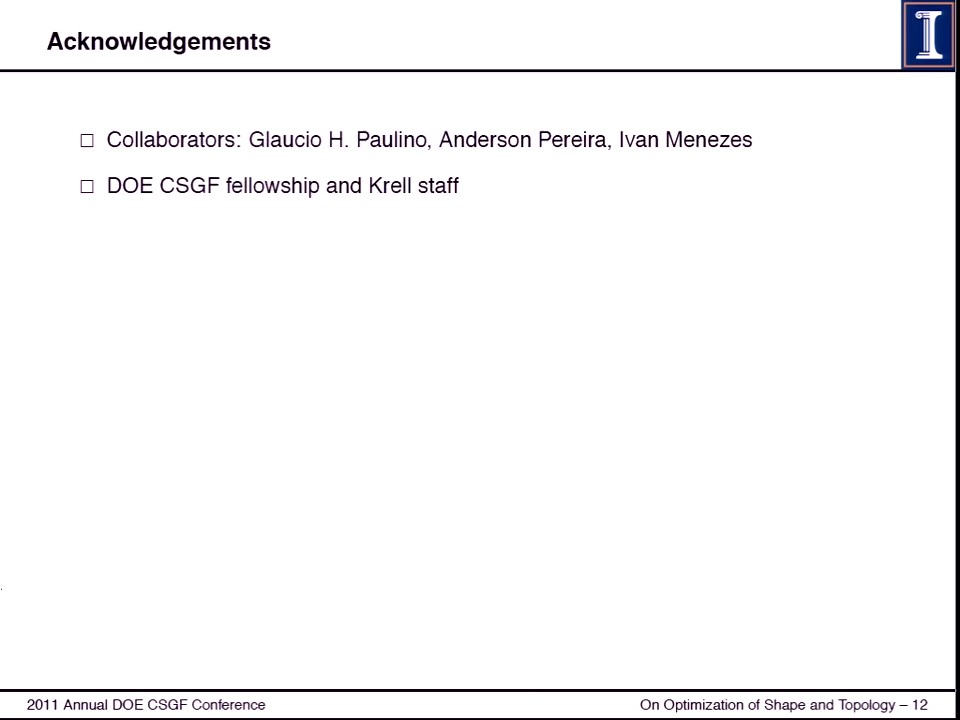 Acknowledgements
I
□ Collaborators: Glaucio H. Paulino, Anderson Pereira, Ivan Menezes
□ DOE CSGF fellowship and Krell staff
2011 Annual DOE CSGF Conference
On Optimization of Shape and Topology – 12